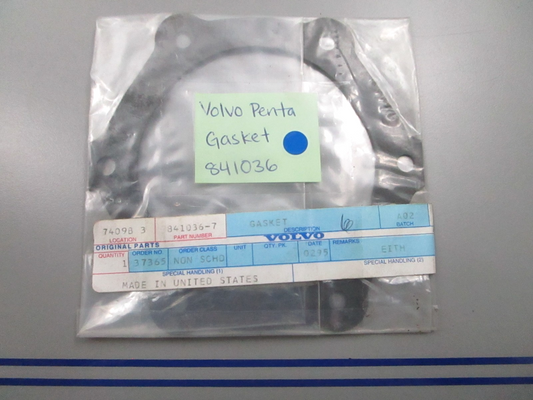 Volvo Penta
Gasket
841036
74098 3 841036-7 GASKET 402
LOCATION PART NUMBER DESCRIPTION BATCH
ORIGINAL PARTS VOLVO
QUANTITY ORDER NO ORDER CLASS UNIT QTY. PK. DATE REMARKS
1 37365 NON SCHD 0295 SETH
SPECIAL HANDLING (1) SPECIAL HANDLING (2)
MADE IN UNITED STATES